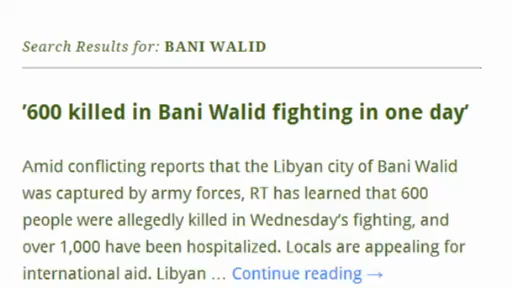 Search Results for: BANI WALID
’600 killed in Bani Walid fighting in one day’
Amid conflicting reports that the Libyan city of Bani Walid
was captured by army forces, RT has learned that 600
people were allegedly killed in Wednesday’s fighting, and
over 1,000 have been hospitalized. Locals are appealing for
international aid. Libyan … Continue reading →